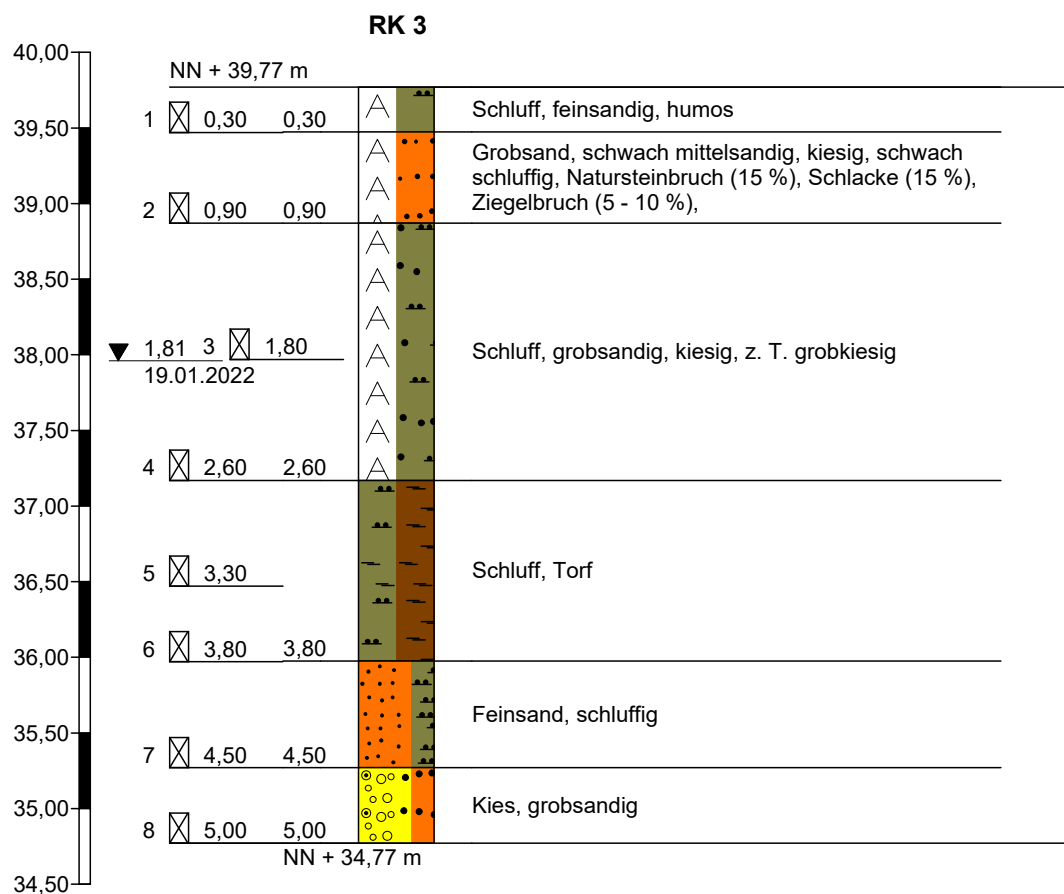 RK 3
40,00
NN + 39,77 m
1 0,30 0,30 Schluff, feinsandig, humos
39,50
Grobsand, schwach mittelsandig, kiesig, schwach
schluffig, Natursteinbruch (15 %), Schlacke (15 %),
Ziegelbruch (5 - 10 %),
39,00
2 0,90 0,90
38,50
38,00
1,81 3 1,80
19.01.2022
Schluff, grobsandig, kiesig, z. T. grobkiesig
37,50
4 2,60 2,60
37,00
36,50
5 3,30
Schluff, Torf
6 3,80 3,80
36,00
Feinsand, schluffig
35,50
7 4,50 4,50
35,00
Kies, grobsandig
8 5,00 5,00
NN + 34,77 m
34,50